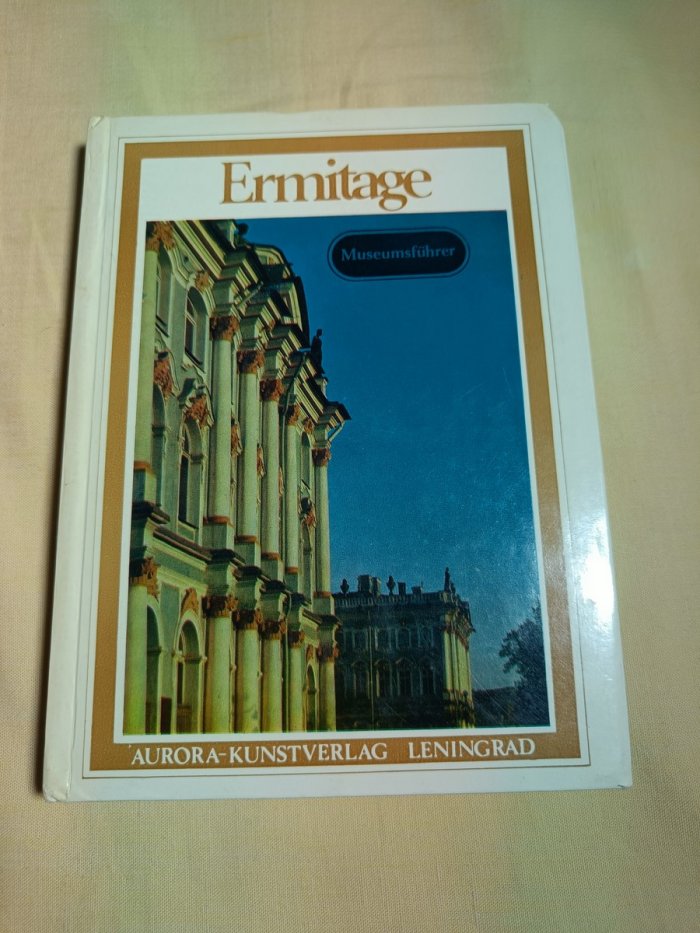 Ermitage
Museumsführer
AURORA-KUNSTVERLAG LENINGRAD